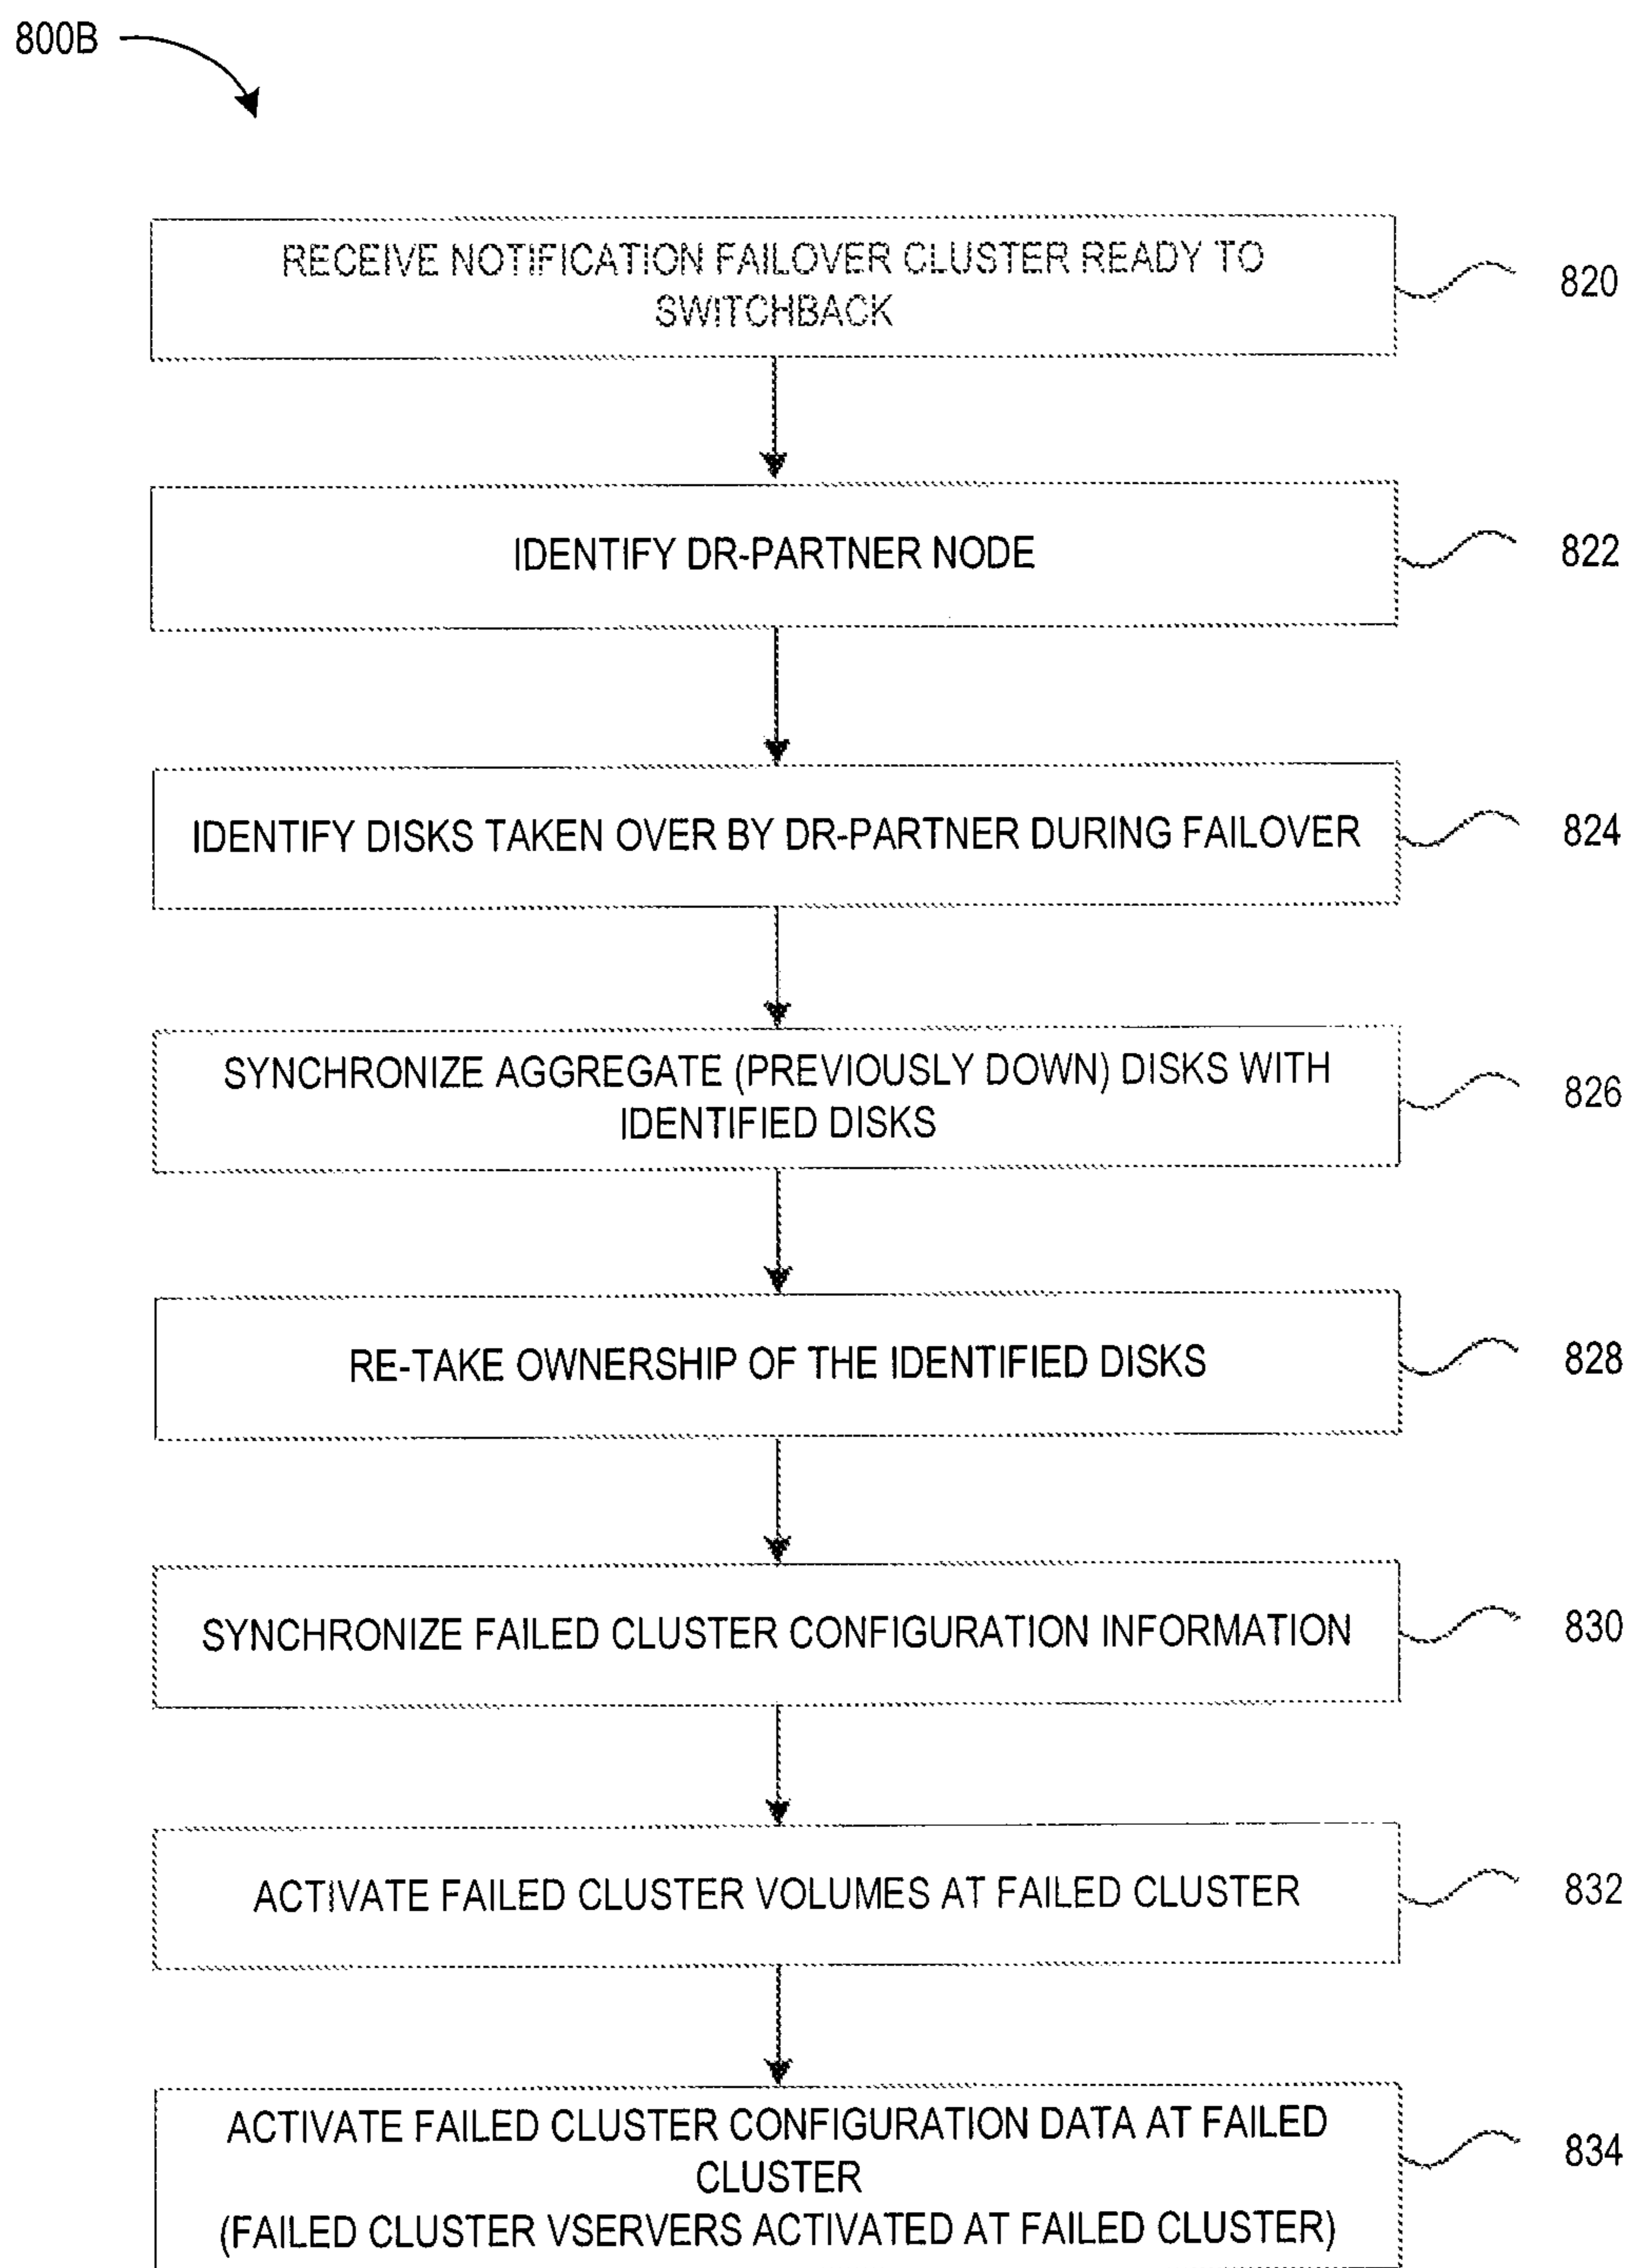 800B
RECEIVE NOTIFICATION FAILOVER CLUSTER READY TO
SWITCHBACK
820
IDENTIFY DR-PARTNER NODE
822
IDENTIFY DISKS TAKEN OVER BY DR-PARTNER DURING FAILOVER
824
SYNCHRONIZE AGGREGATE (PREVIOUSLY DOWN) DISKS WITH
IDENTIFIED DISKS
826
RE-TAKE OWNERSHIP OF THE IDENTIFIED DISKS
828
SYNCHRONIZE FAILED CLUSTER CONFIGURATION INFORMATION
830
ACTIVATE FAILED CLUSTER VOLUMES AT FAILED CLUSTER
832
ACTIVATE FAILED CLUSTER CONFIGURATION DATA AT FAILED
CLUSTER
(FAILED CLUSTER VSERVERS ACTIVATED AT FAILED CLUSTER)
834